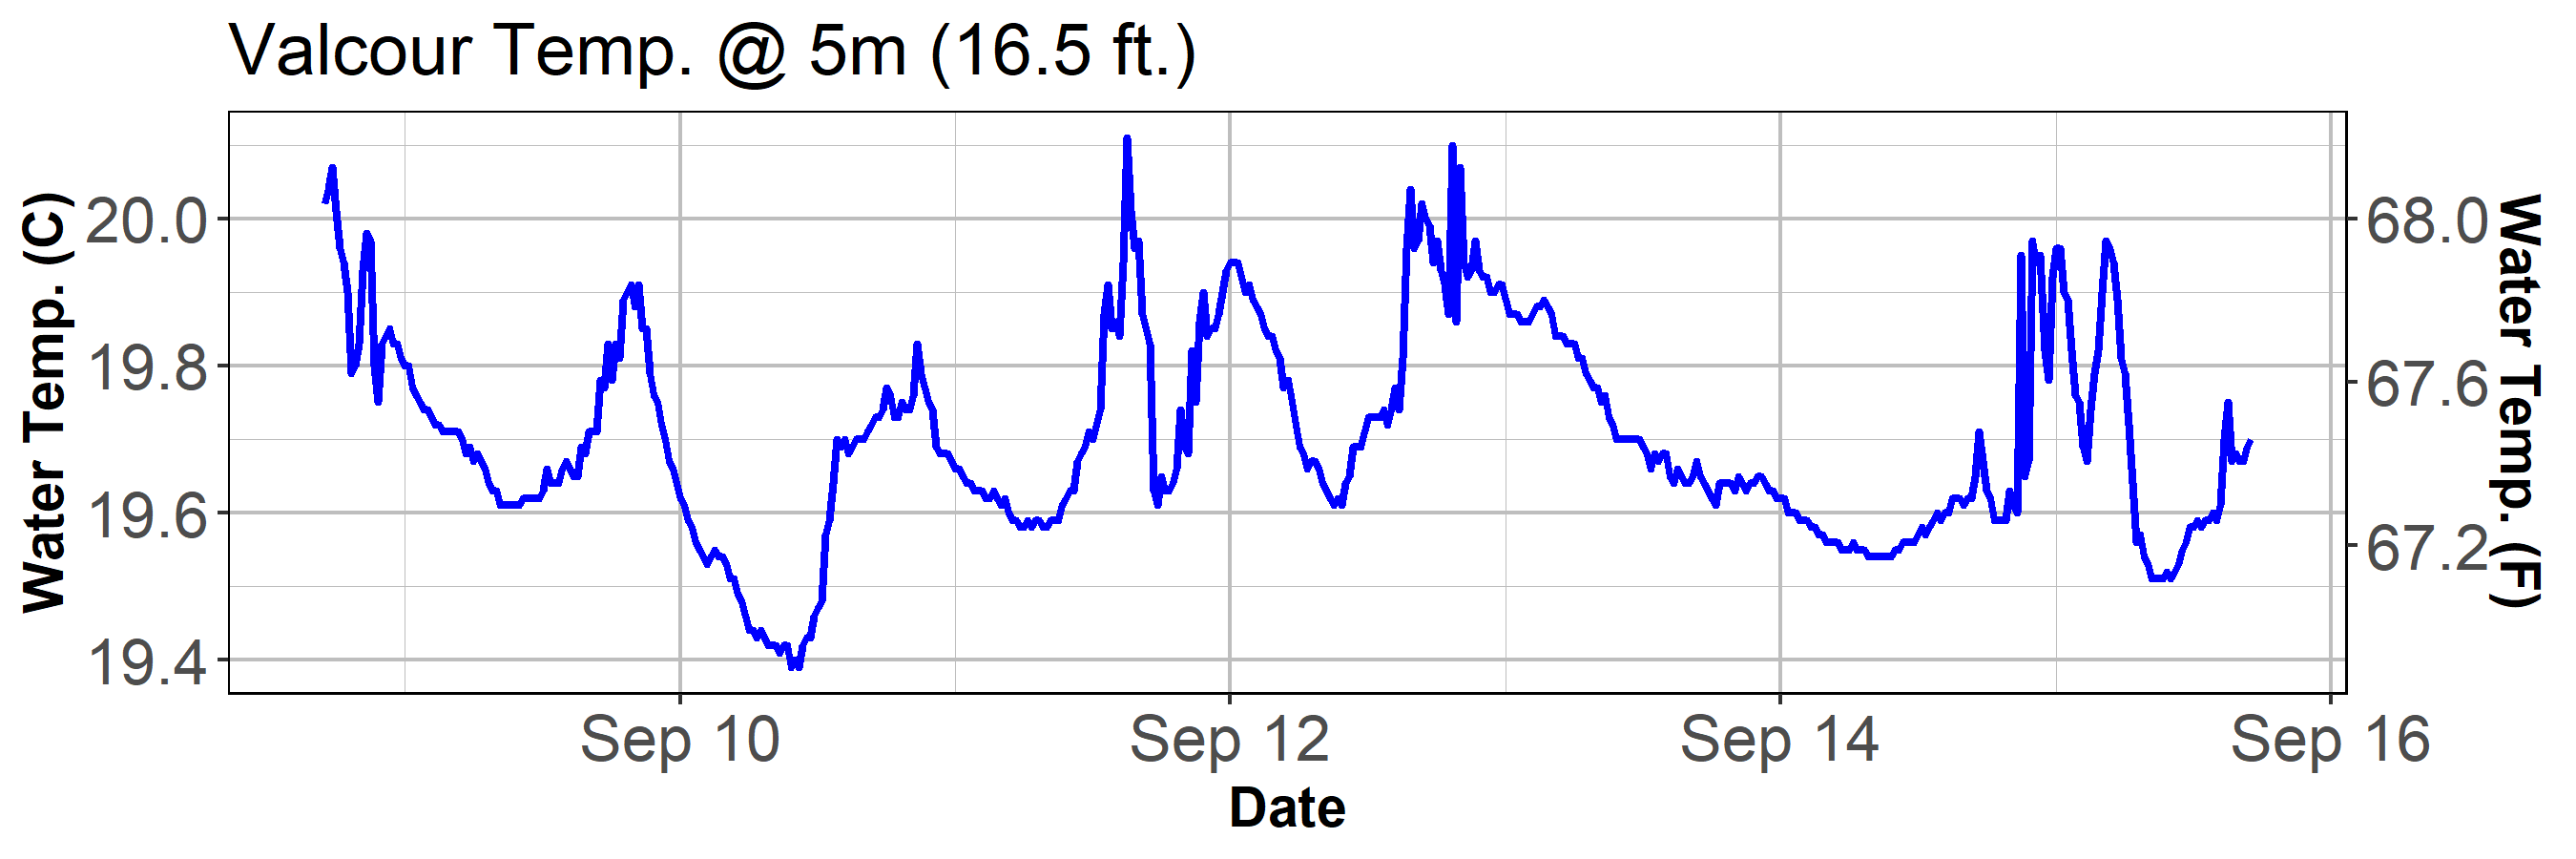 Valcour Temp. @ 5m (16.5 ft.)
Water Temp. (C)
20.0
19.8
19.6
19.4
68.0
67.6
67.2
Water Temp. (F)
Sep 10
Sep 12
Sep 14
Sep 16
Date